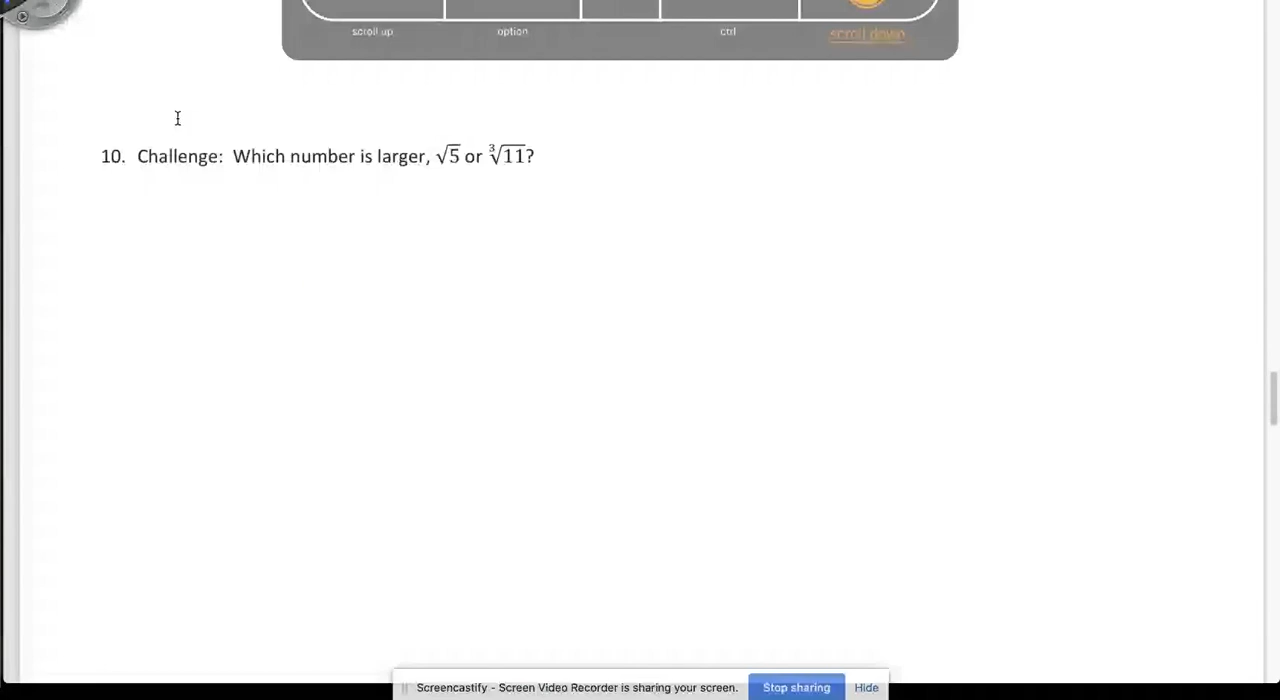 scroll up option ctrl scroll down
10. Challenge: Which number is larger, √5 or ∛11?
Screencastify - Screen Video Recorder is sharing your screen. Stop sharing Hide